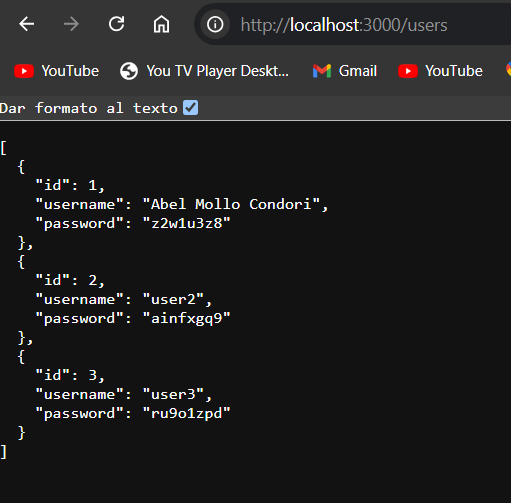 http://localhost:3000/users
YouTube You TV Player Deskt... Gmail YouTube
Dar formato al texto
[
  {
    "id": 1,
    "username": "Abel Mollo Condori",
    "password": "z2w1u3z8"
  },
  {
    "id": 2,
    "username": "user2",
    "password": "ainfxgq9"
  },
  {
    "id": 3,
    "username": "user3",
    "password": "ru9o1zpd"
  }
]